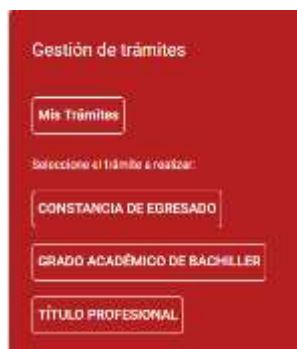 Gestión de trámites
Mis Trámites
Seleccione el trámite a realizar:
CONSTANCIA DE EGRESADO
GRADO ACADÉMICO DE BACHILLER
TÍTULO PROFESIONAL